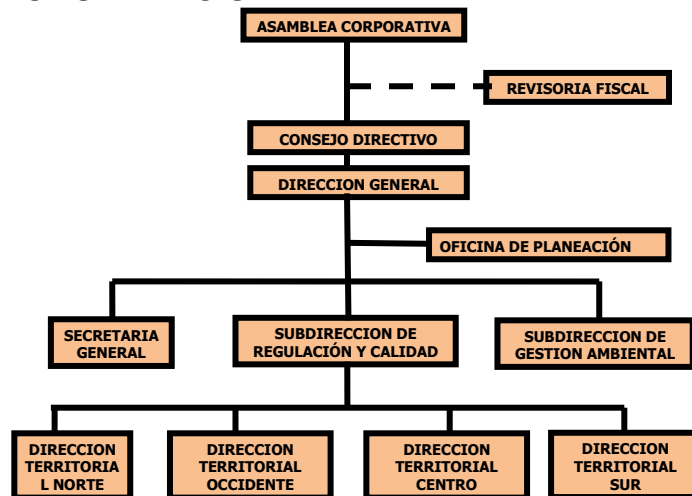 ASAMBLEA CORPORATIVA
REVISORIA FISCAL
CONSEJO DIRECTIVO
DIRECCION GENERAL
OFICINA DE PLANEACIÓN
SECRETARIA
GENERAL
SUBDIRECCION DE
REGULACIÓN Y CALIDAD
SUBDIRECCION DE
GESTION AMBIENTAL
DIRECCION
TERRITORIA
L NORTE
DIRECCION
TERRITORIAL
OCCIDENTE
DIRECCION
TERRITORIAL
CENTRO
DIRECCION
TERRITORIAL
SUR